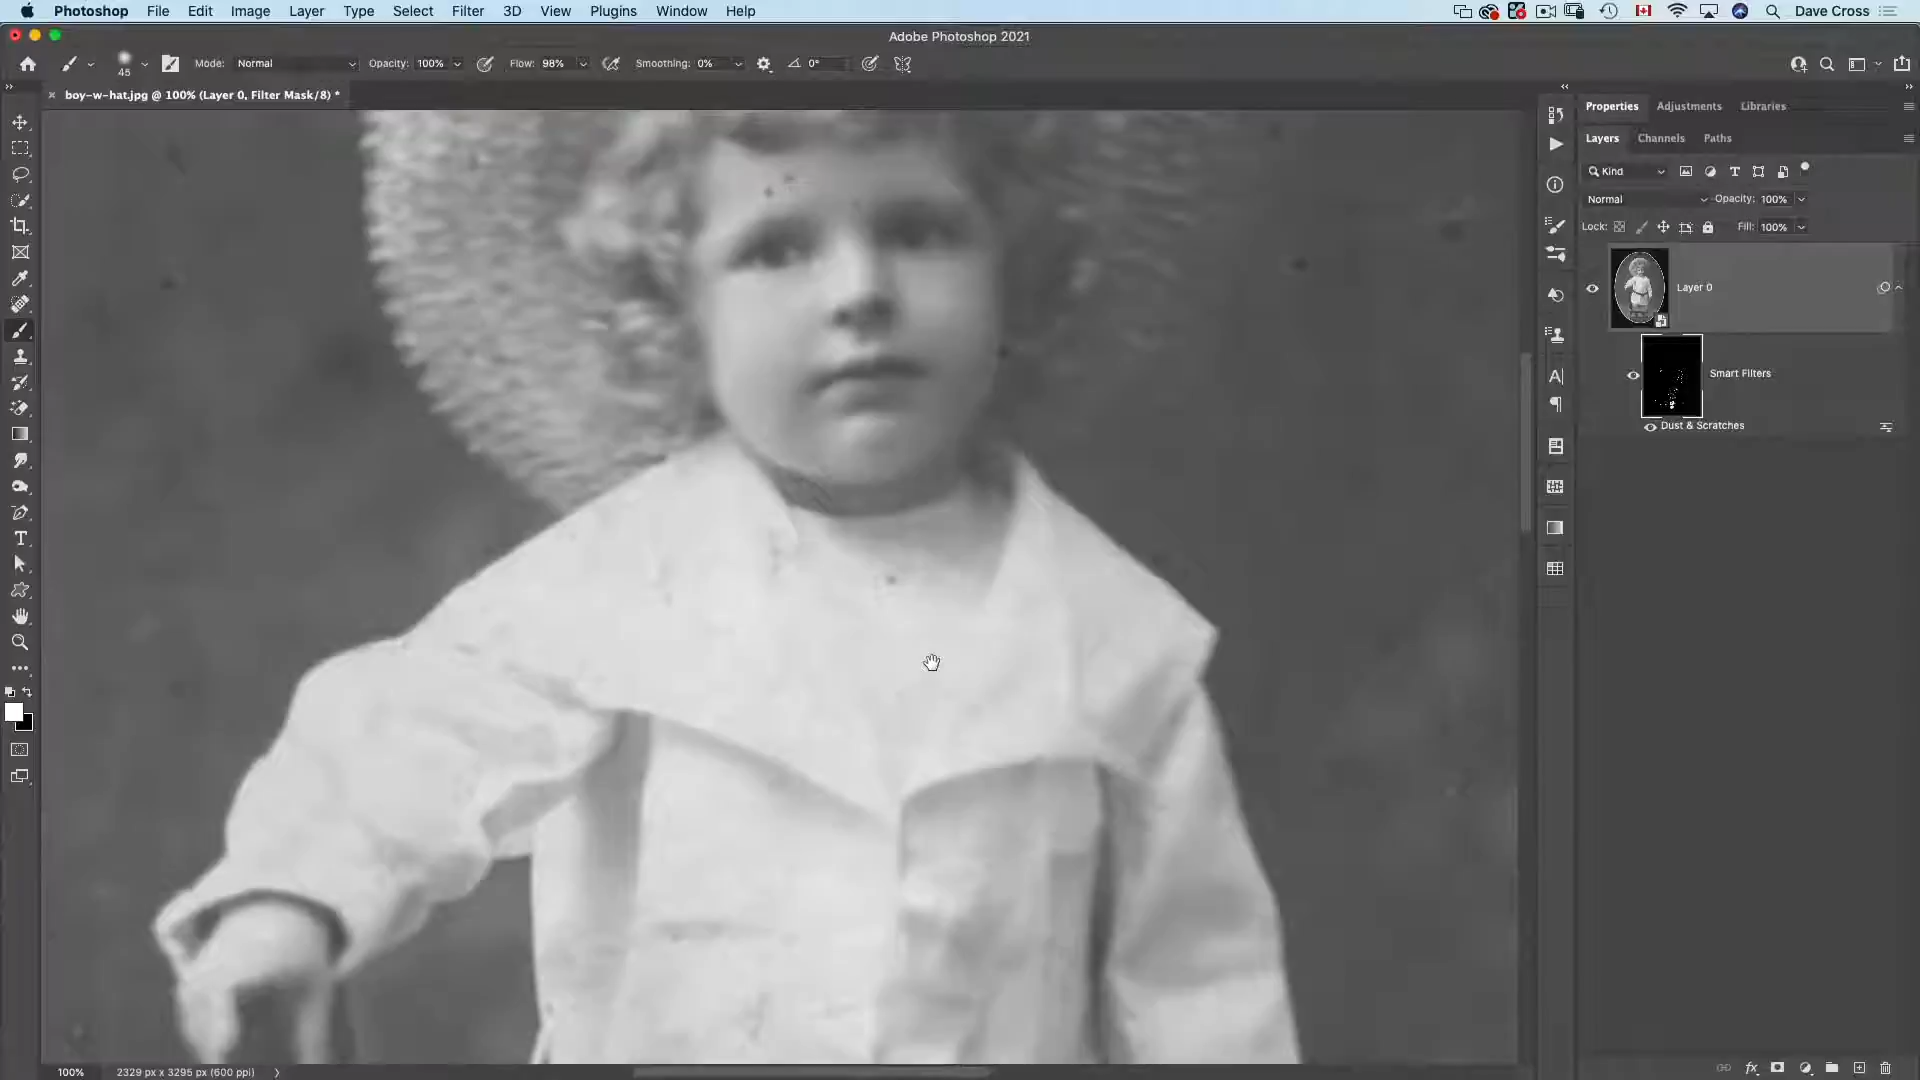 Photoshop File Edit Image Layer Type Select Filter 3D View Plugins Window Help Dave Cross
Adobe Photoshop 2021
45 Mode: Normal Opacity: 100% Flow: 98% Smoothing: 0% 0°
boy-w-hat.jpg @ 100% (Layer 0, Filter Mask/8) *
Properties Adjustments Libraries
Layers Channels Paths
Kind
Normal Opacity: 100%
Lock: Fill: 100%
Layer 0
Smart Filters
Dust & Scratches
100% 2329 px x 3295 px (600 ppi)